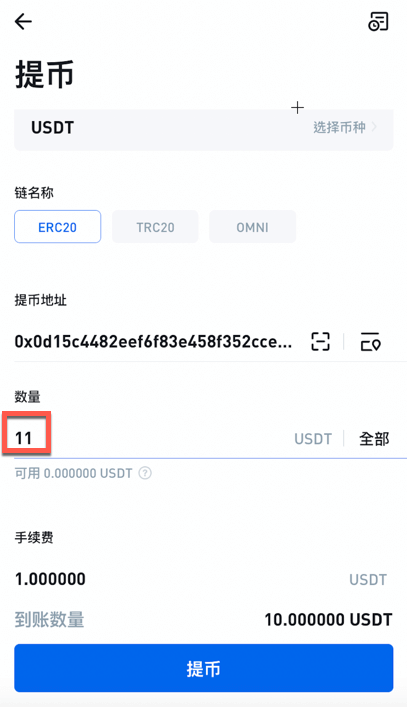 提币
USDT 选择币种
链名称
ERC20 TRC20 OMNI
提币地址
0x0d15c4482eef6f83e458f352cce...
数量
11 USDT 全部
可用 0.000000 USDT ?
手续费
1.000000 USDT
到账数量 10.000000 USDT
提币